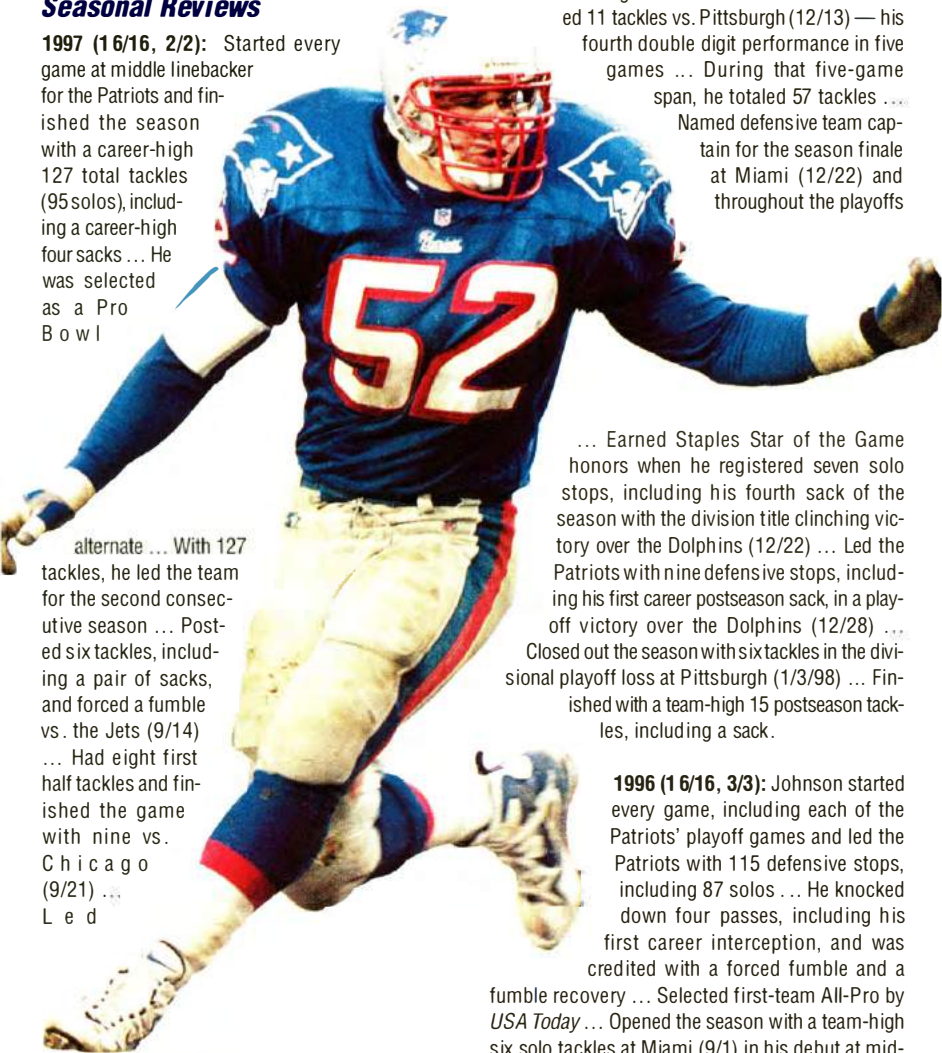 Seasonal Reviews
1997 (16/16, 2/2): Started every
game at middle linebacker
for the Patriots and fin-
ished the season
with a career-high
127 total tackles
(95 solos), includ-
ing a career-high
four sacks ... He
was selected
as a Pro
Bowl
alternate ... With 127
tackles, he led the team
for the second consec-
utive season ... Post-
ed six tackles, includ-
ing a pair of sacks,
and forced a fumble
vs. the Jets (9/14)
... Had eight first
half tackles and fin-
ished the game
with nine vs.
Chicago
(9/21) ...
Led
ed 11 tackles vs. Pittsburgh (12/13) — his
fourth double digit performance in five
games ... During that five-game
span, he totaled 57 tackles ...
Named defensive team cap-
tain for the season finale
at Miami (12/22) and
throughout the playoffs
... Earned Staples Star of the Game
honors when he registered seven solo
stops, including his fourth sack of the
season with the division title clinching vic-
tory over the Dolphins (12/22) ... Led the
Patriots with nine defensive stops, includ-
ing his first career postseason sack, in a play-
off victory over the Dolphins (12/28) ...
Closed out the season with six tackles in the divi-
sional playoff loss at Pittsburgh (1/3/98) ... Fin-
ished with a team-high 15 postseason tack-
les, including a sack.
1996 (16/16, 3/3): Johnson started
every game, including each of the
Patriots' playoff games and led the
Patriots with 115 defensive stops,
including 87 solos ... He knocked
down four passes, including his
first career interception, and was
credited with a forced fumble and a
fumble recovery ... Selected first-team All-Pro by
USA Today ... Opened the season with a team-high
six solo tackles at Miami (9/1) in his debut at mid-
52